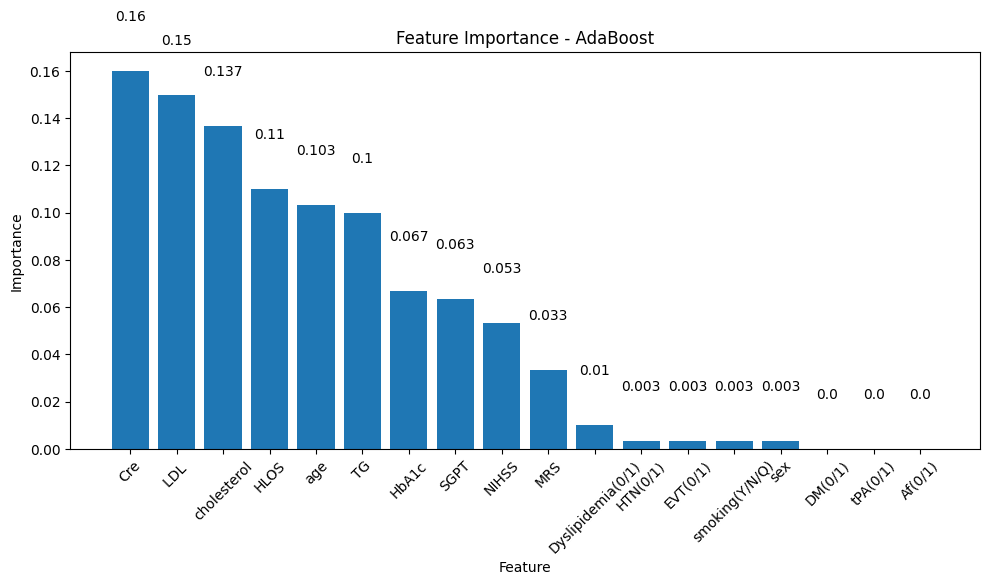 Feature Importance - AdaBoost
0.16
0.15
0.137
0.11
0.103
0.1
0.067
0.063
0.053
0.033
0.01
0.003
0.003
0.003
0.003
0.0
0.0
0.0
Importance
0.16
0.14
0.12
0.10
0.08
0.06
0.04
0.02
0.00
Cre
LDL
cholesterol
HLOS
age
TG
HbA1c
SGPT
NIHSS
MRS
Dyslipidemia(0/1)
HTN(0/1)
EVT(0/1)
smoking(Y/N/Q)
sex
DM(0/1)
tPA(0/1)
Af(0/1)
Feature